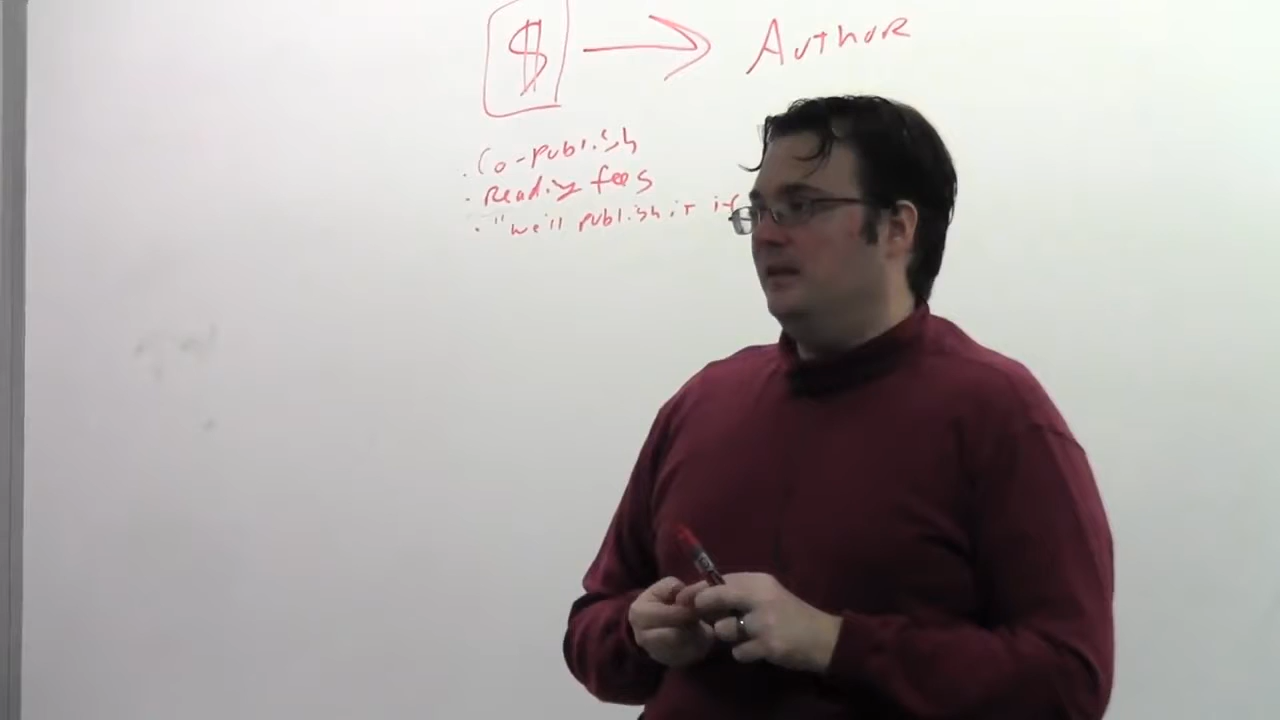 $ → AUTHOR
. Co-publish
. Reading fees
. "We'll publish it if